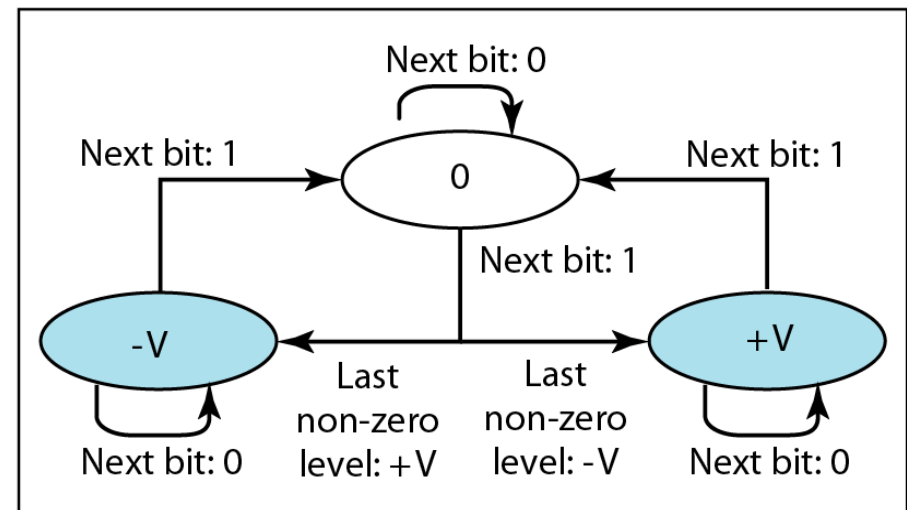 Next bit: 0
Next bit: 1
Next bit: 1
0
Next bit: 1
-V
+V
Last
non-zero
level: +V
Last
non-zero
level: -V
Next bit: 0
Next bit: 0